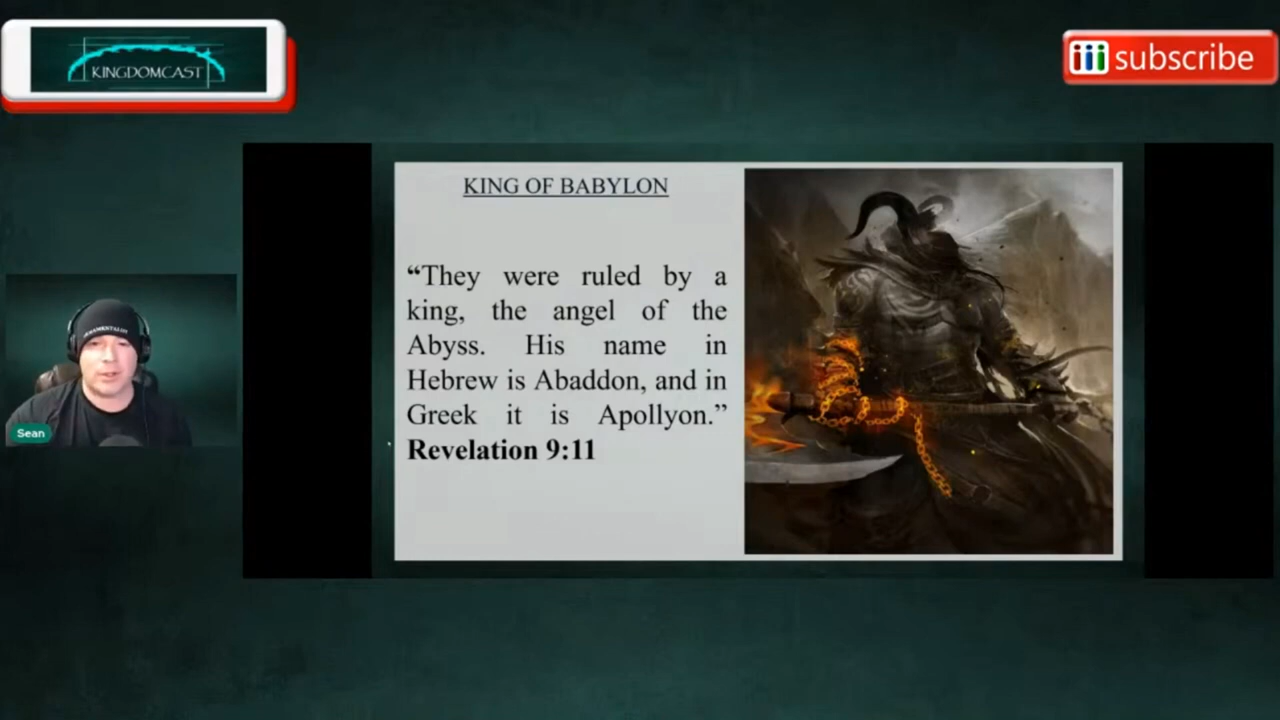 KINGDOMCAST
subscribe
KING OF BABYLON
“They were ruled by a
king, the angel of the
Abyss. His name in
Hebrew is Abaddon, and in
Greek it is Apollyon.”
Revelation 9:11
Sean